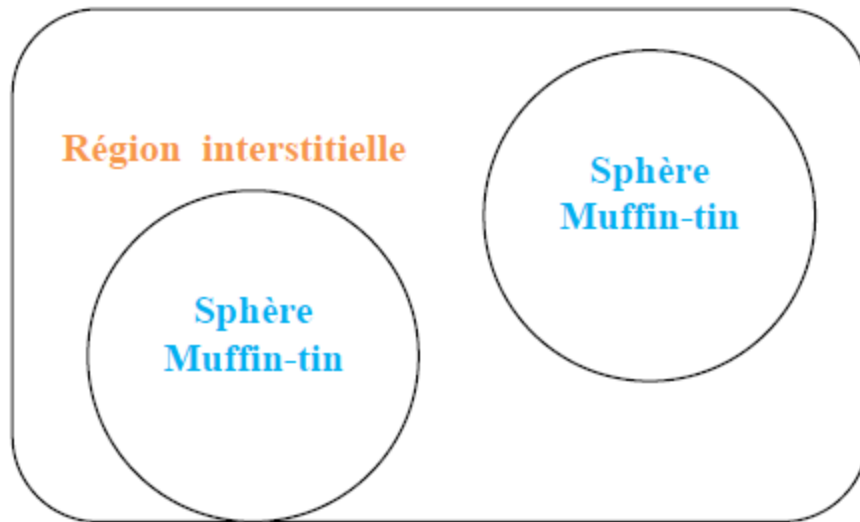 Région interstitielle
Sphère
Muffin-tin
Sphère
Muffin-tin